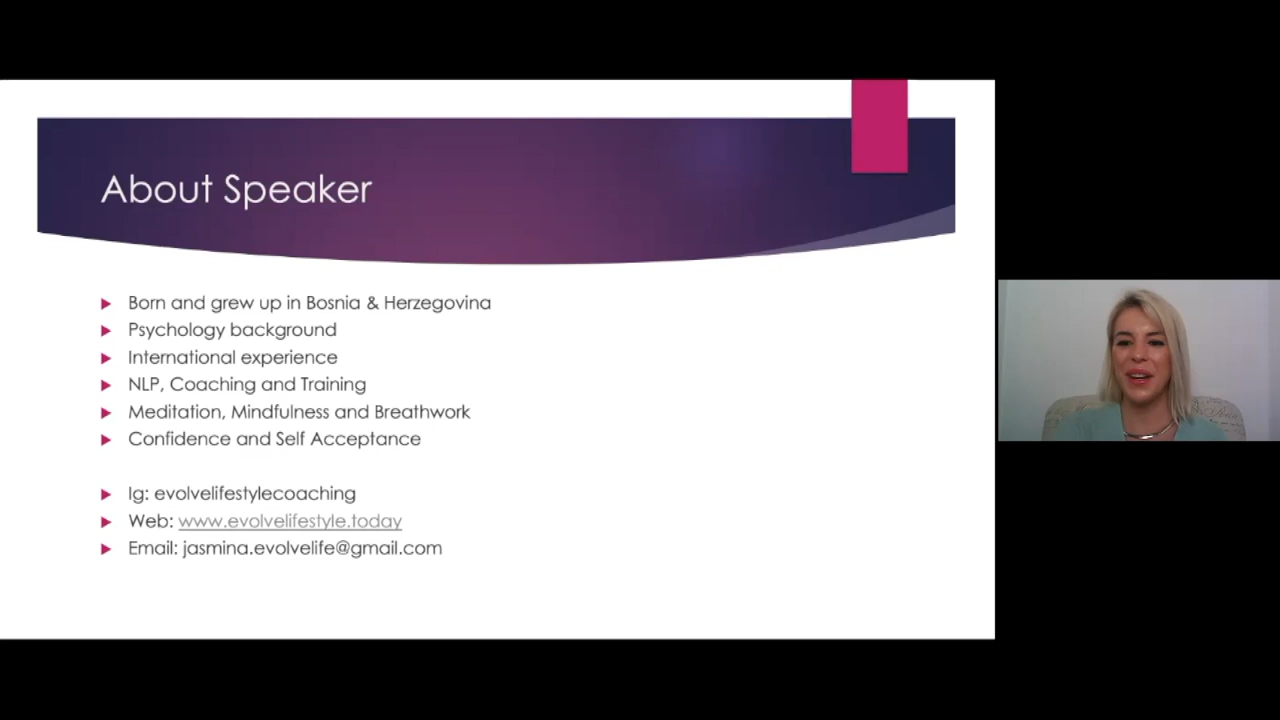 About Speaker
Born and grew up in Bosnia & Herzegovina
Psychology background
International experience
NLP, Coaching and Training
Meditation, Mindfulness and Breathwork
Confidence and Self Acceptance
Ig: evolvelifestylecoaching
Web: www.evolvelifestyle.today
Email: jasmina.evolvelife@gmail.com